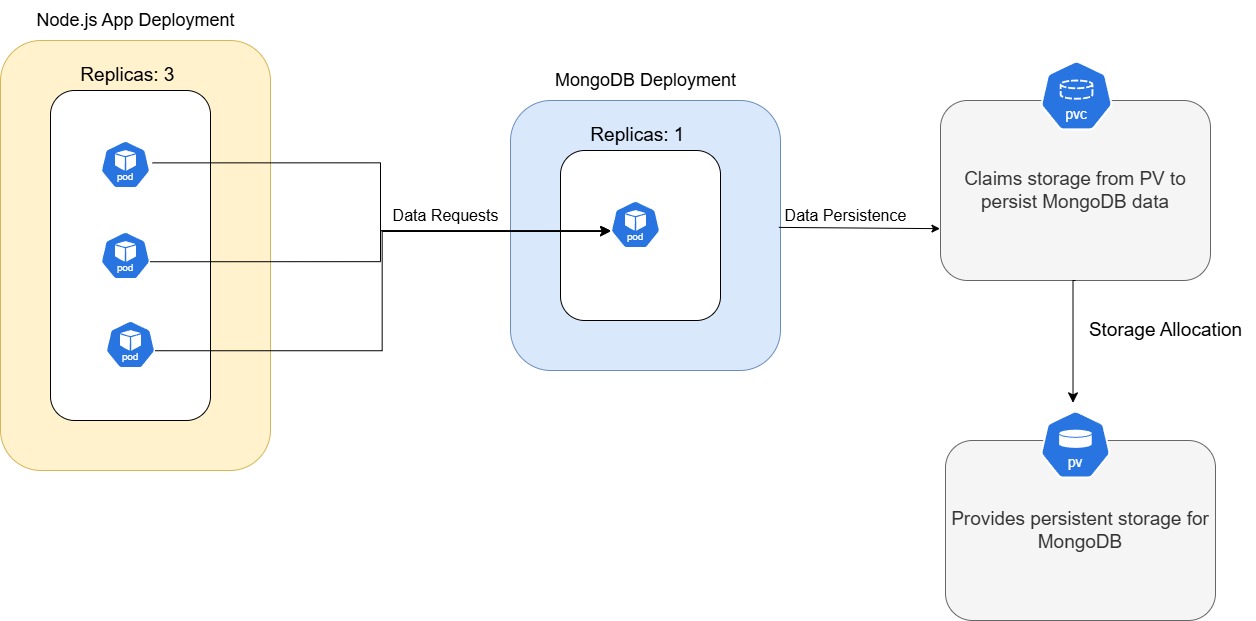 Node.js App Deployment
Replicas: 3
pod
pod
pod
Data Requests
MongoDB Deployment
Replicas: 1
pod
Data Persistence
pvc
Claims storage from PV to
persist MongoDB data
Storage Allocation
pv
Provides persistent storage for
MongoDB